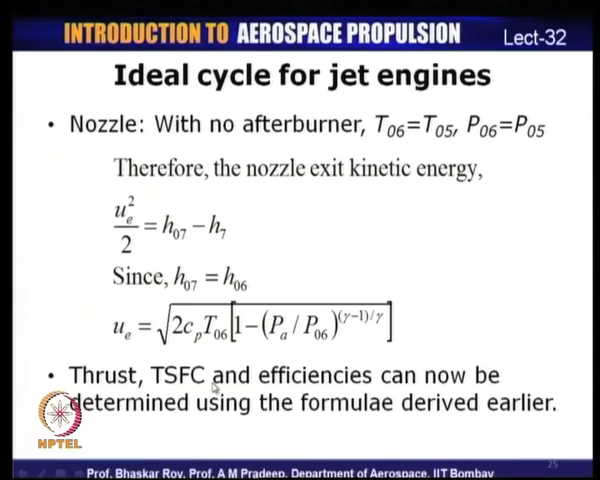 INTRODUCTION TO AEROSPACE PROPULSION
Lect-32
Ideal cycle for jet engines
• Nozzle: With no afterburner, T₀₆=T₀₅, P₀₆=P₀₅
Therefore, the nozzle exit kinetic energy,
uₑ²/2 = h₀₇ − h₇
Since, h₀₇ = h₀₆
uₑ = √(2cₚT₀₆[1−(Pₐ / P₀₆)^(γ−1)/γ])
• Thrust, TSFC and efficiencies can now be
determined using the formulae derived earlier.
NPTEL
25
Prof. Bhaskar Roy, Prof. A M Pradeep, Department of Aerospace, IIT Bombay